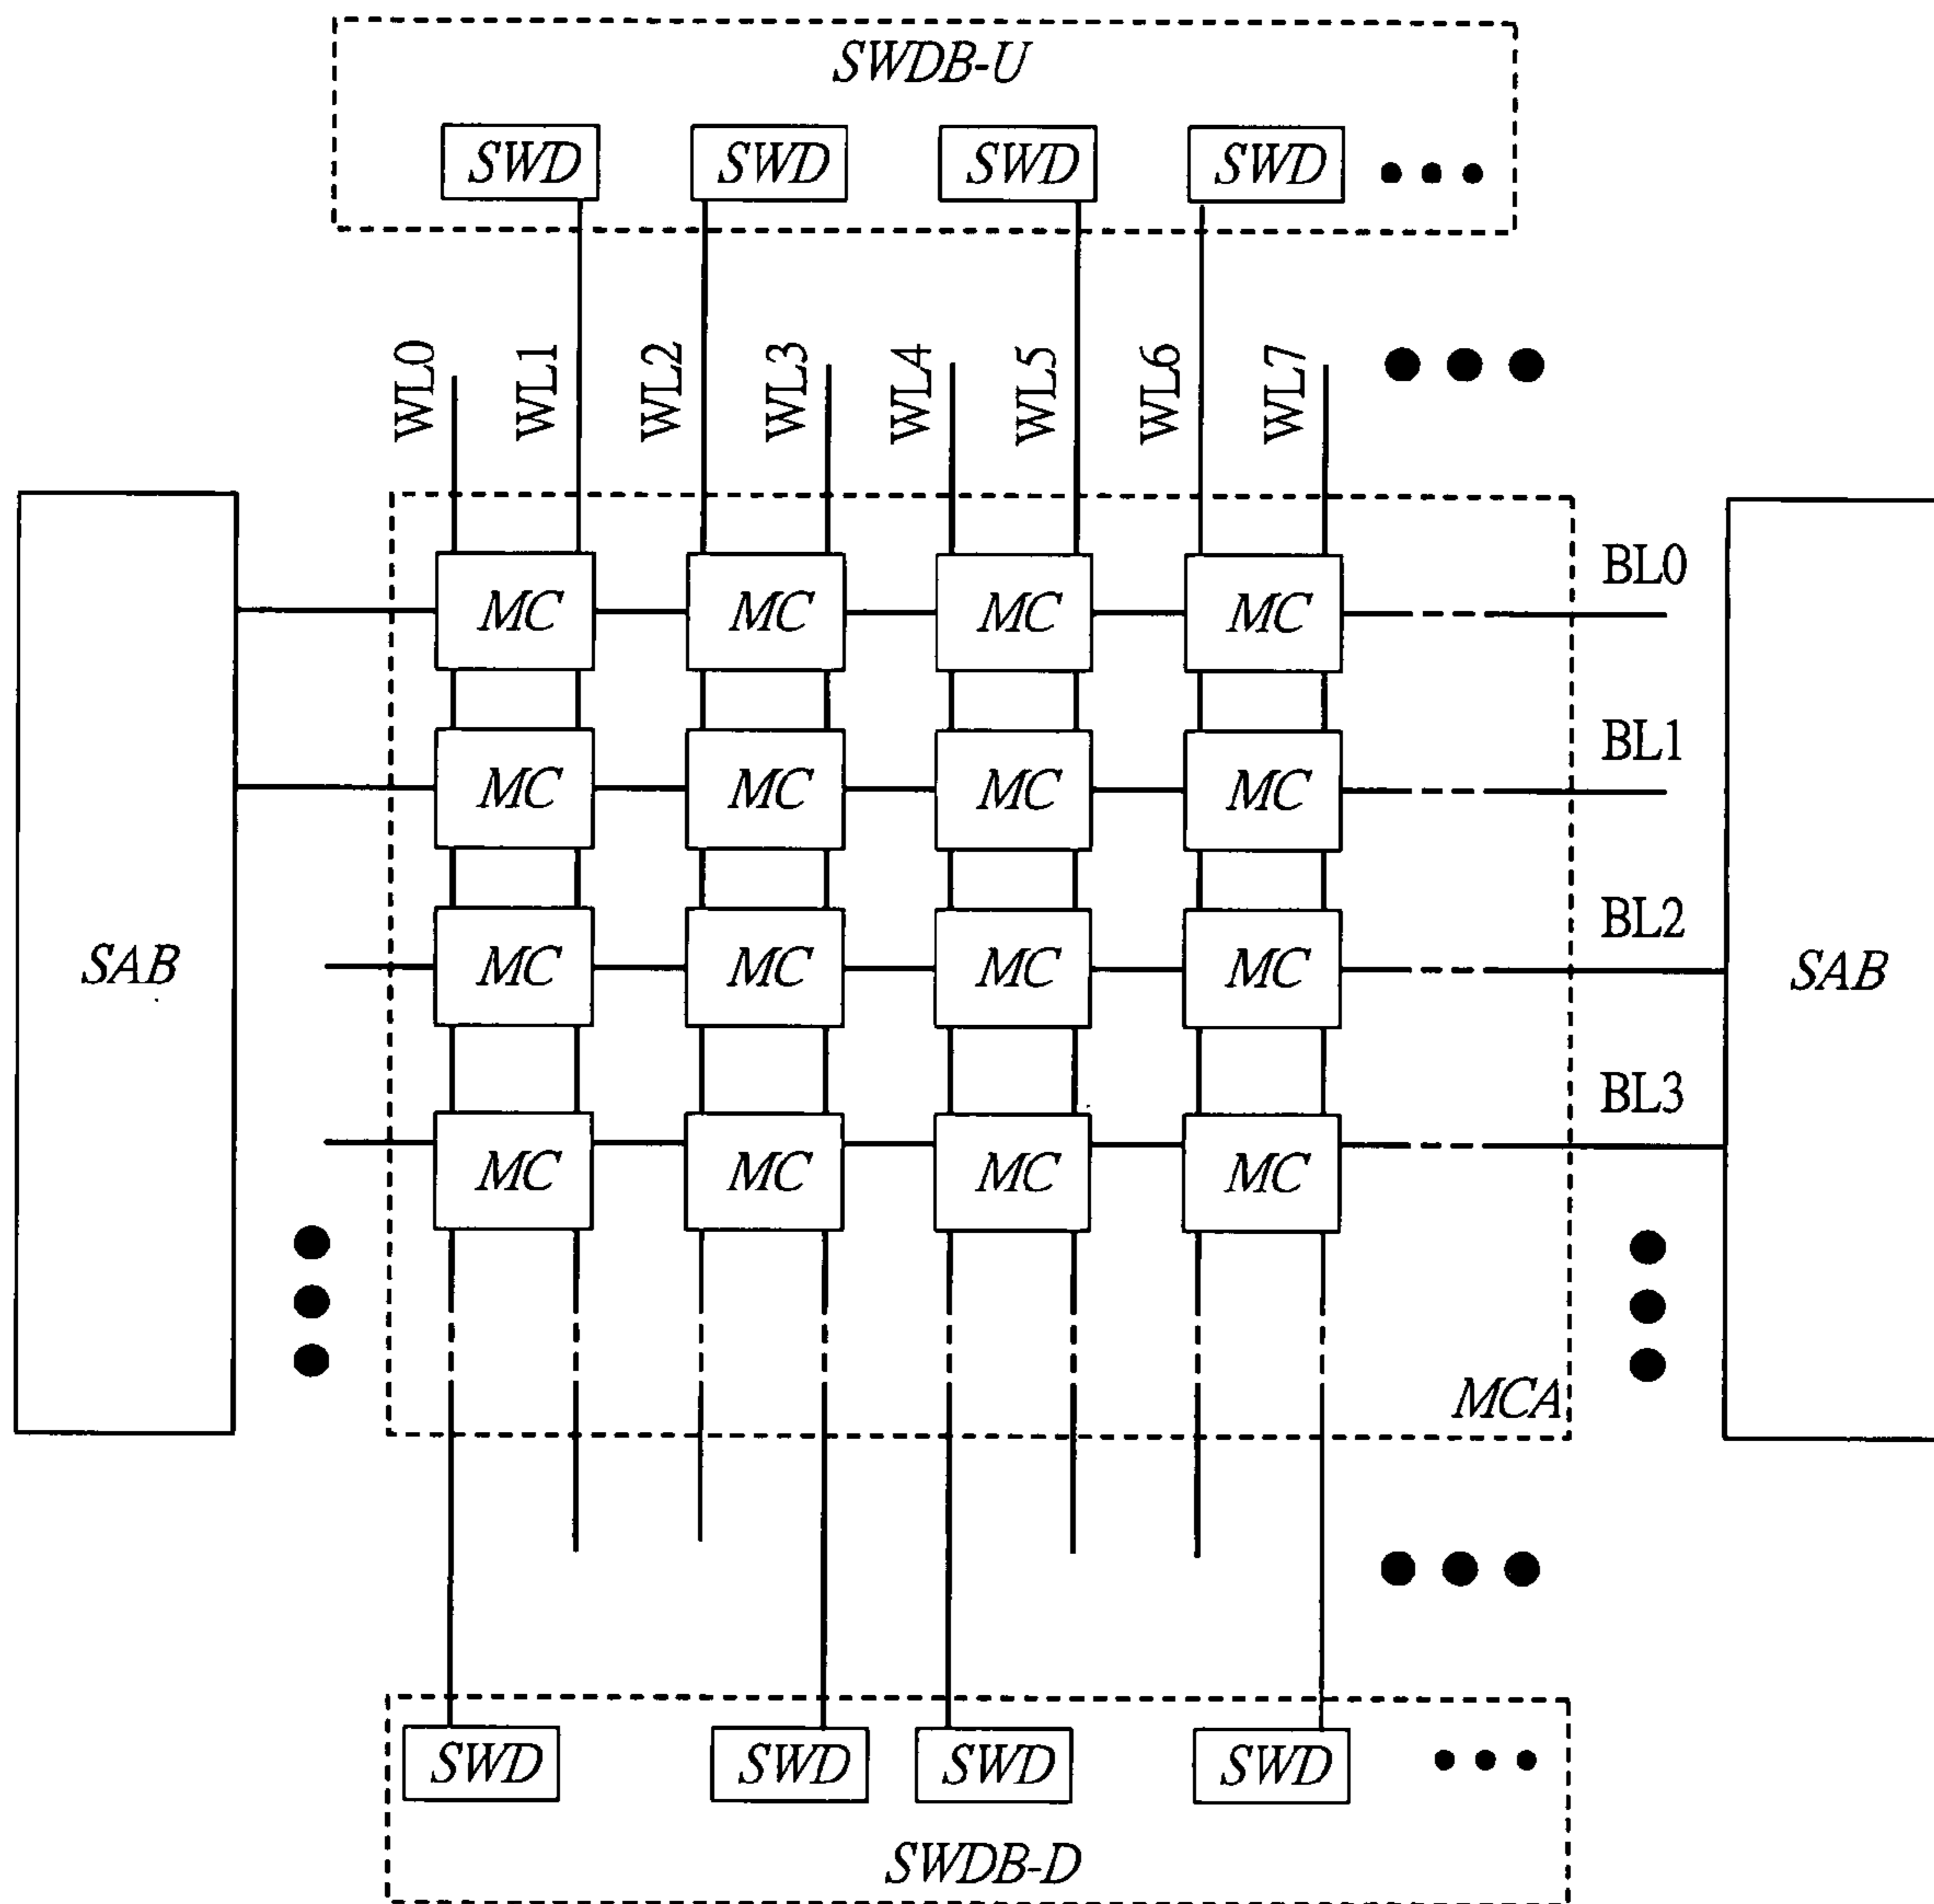 SWDB-U
SWD SWD SWD SWD
WL0 WL1 WL2 WL3 WL4 WL5 WL6 WL7
BL0
MC MC MC MC
BL1
MC MC MC MC
BL2
SAB MC MC MC MC SAB
BL3
MC MC MC MC
MCA
SWD SWD SWD SWD
SWDB-D